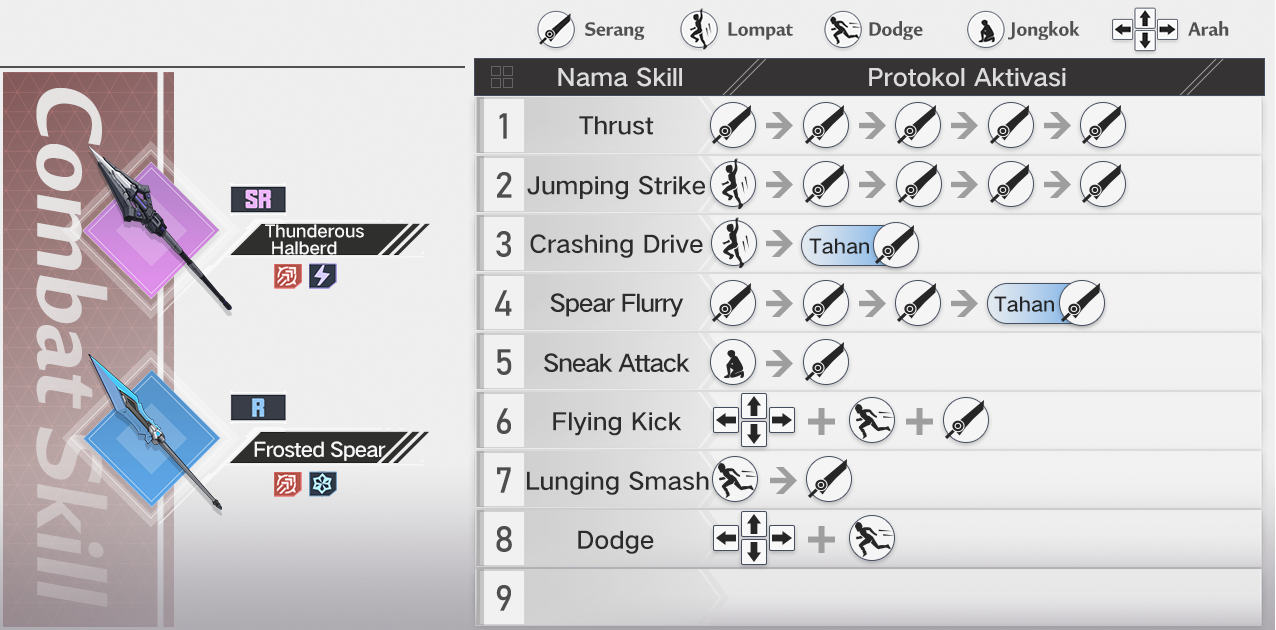 Serang
Lompat
Dodge
Jongkok
Arah
Combat Skill
SR
Thunderous
Halberd
R
Frosted Spear
Nama Skill
Protokol Aktivasi
1 Thrust
2 Jumping Strike
3 Crashing Drive Tahan
4 Spear Flurry Tahan
5 Sneak Attack
6 Flying Kick
7 Lunging Smash
8 Dodge
9